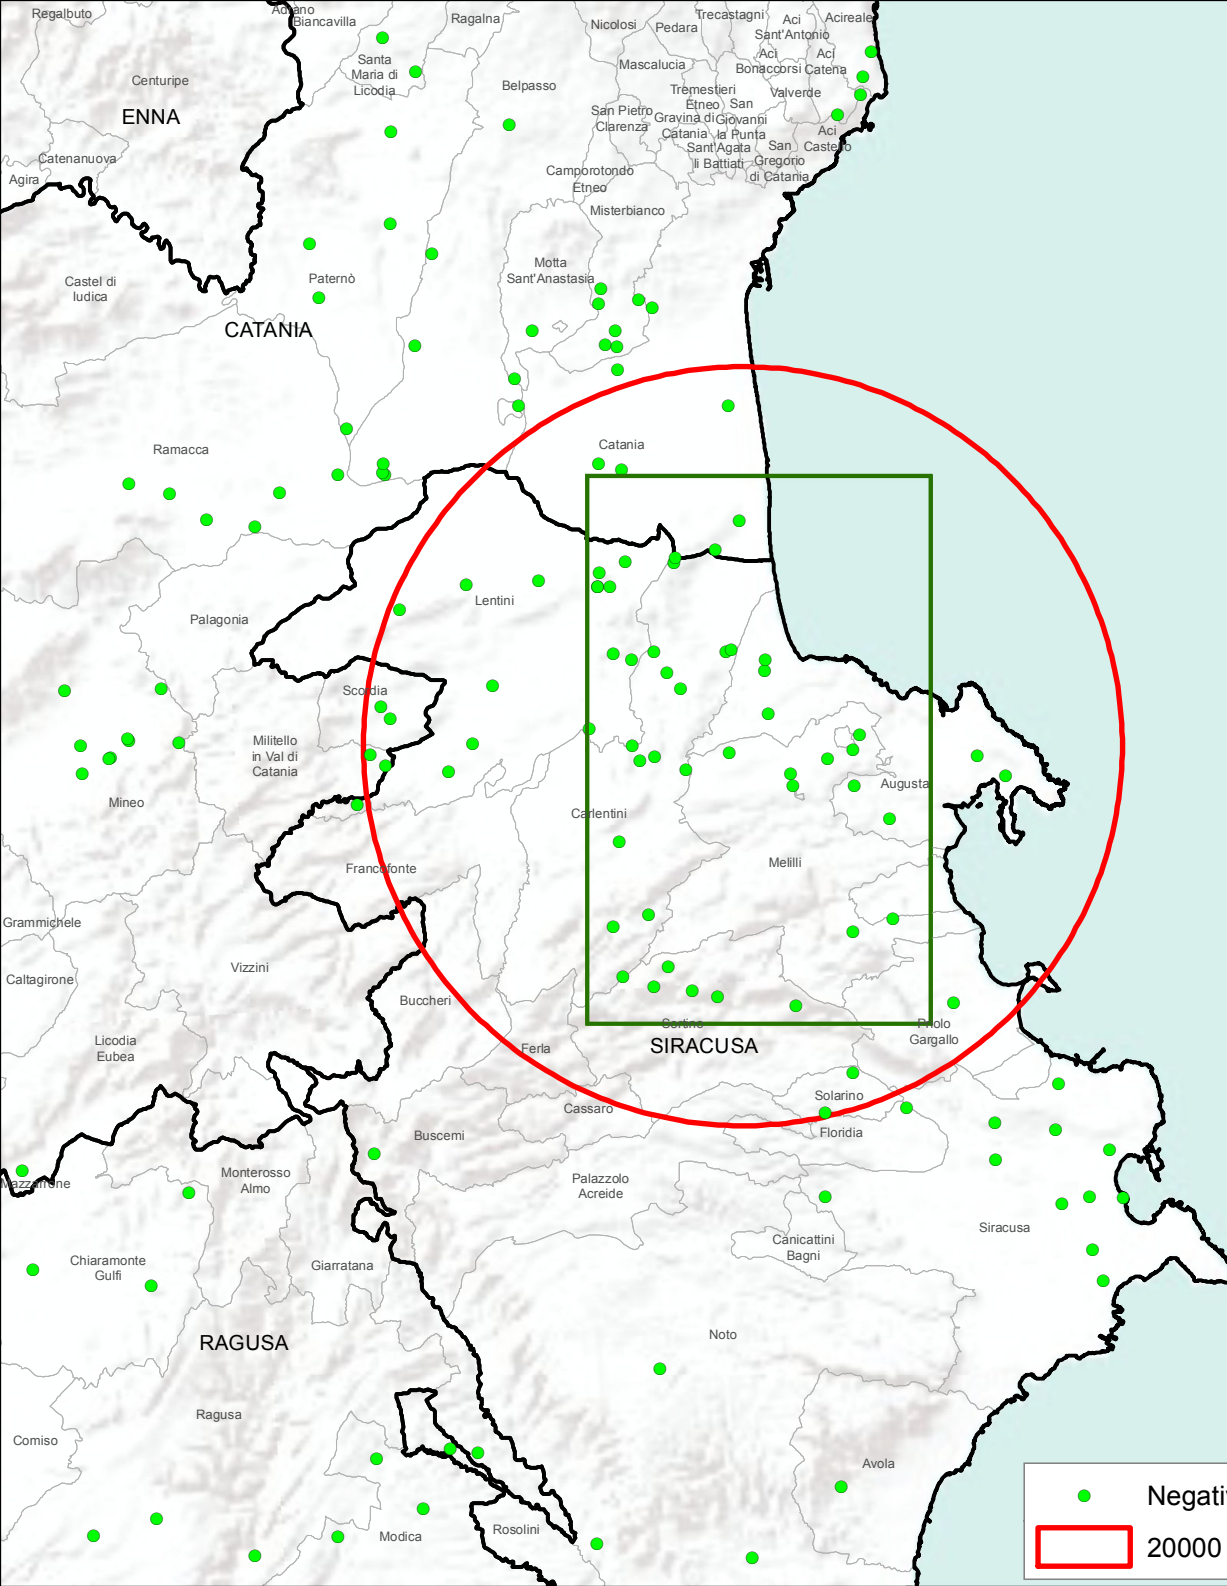 Regalbuto
Adrano
Biancavilla
Ragalna
Nicolosi
Pedara
Trecastagni
Aci
Sant'Antonio
Acireale
Centuripe
ENNA
Santa
Maria di
Licodia
Belpasso
Mascalucia
Aci
Bonaccorsi
Aci
Catena
Tremestieri
Etneo
Valverde
San Pietro
Clarenza
Gravina di
Catania
San
Giovanni
la Punta
Sant'Agata
li Battiati
San
Gregorio
di Catania
Aci
Castello
Catenanuova
Agira
Camporotondo
Etneo
Misterbianco
Motta
Sant'Anastasia
Castel di
Iudica
Paternò
CATANIA
Ramacca
Catania
Lentini
Palagonia
Scordia
Militello
in Val di
Catania
Mineo
Augusta
Carlentini
Melilli
Francofonte
Grammichele
Caltagirone
Vizzini
Buccheri
Licodia
Eubea
Sortino
SIRACUSA
Priolo
Gargallo
Ferla
Cassaro
Solarino
Floridia
Buscemi
Mazzarrone
Monterosso
Almo
Palazzolo
Acreide
Siracusa
Canicattini
Bagni
Chiaramonte
Gulfi
Giarratana
RAGUSA
Noto
Ragusa
Comiso
Avola
Modica
Rosolini
Negativ
20000